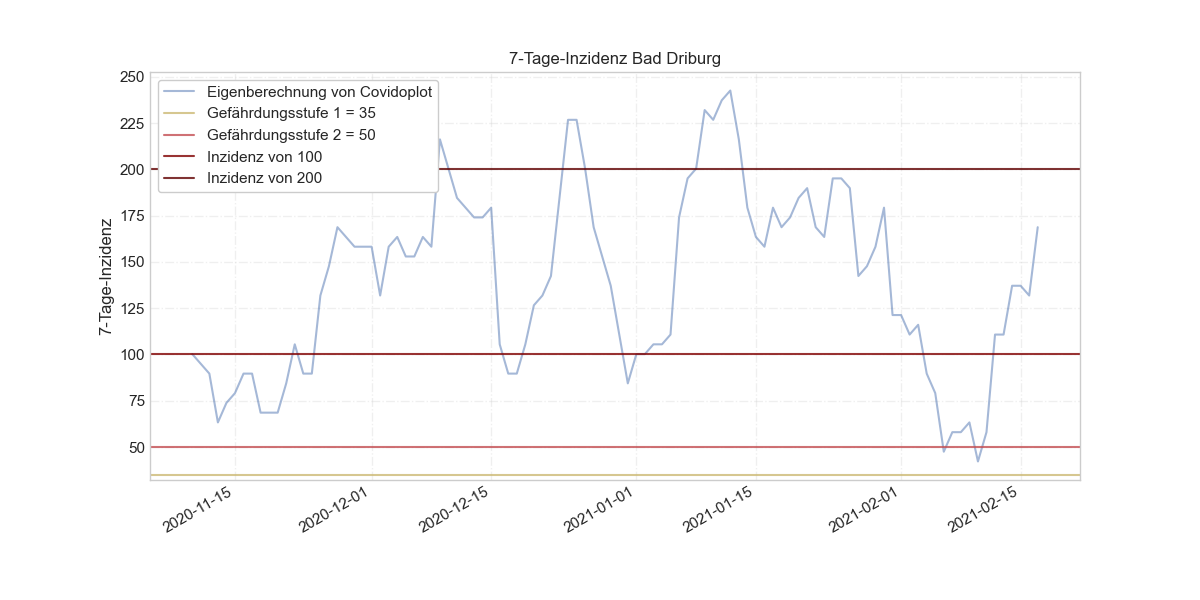 7-Tage-Inzidenz Bad Driburg
250
225
200
175
150
125
100
75
50
7-Tage-Inzidenz
Eigenberechnung von Covidoplot
Gefährdungsstufe 1 = 35
Gefährdungsstufe 2 = 50
Inzidenz von 100
Inzidenz von 200
2020-11-15
2020-12-01
2020-12-15
2021-01-01
2021-01-15
2021-02-01
2021-02-15